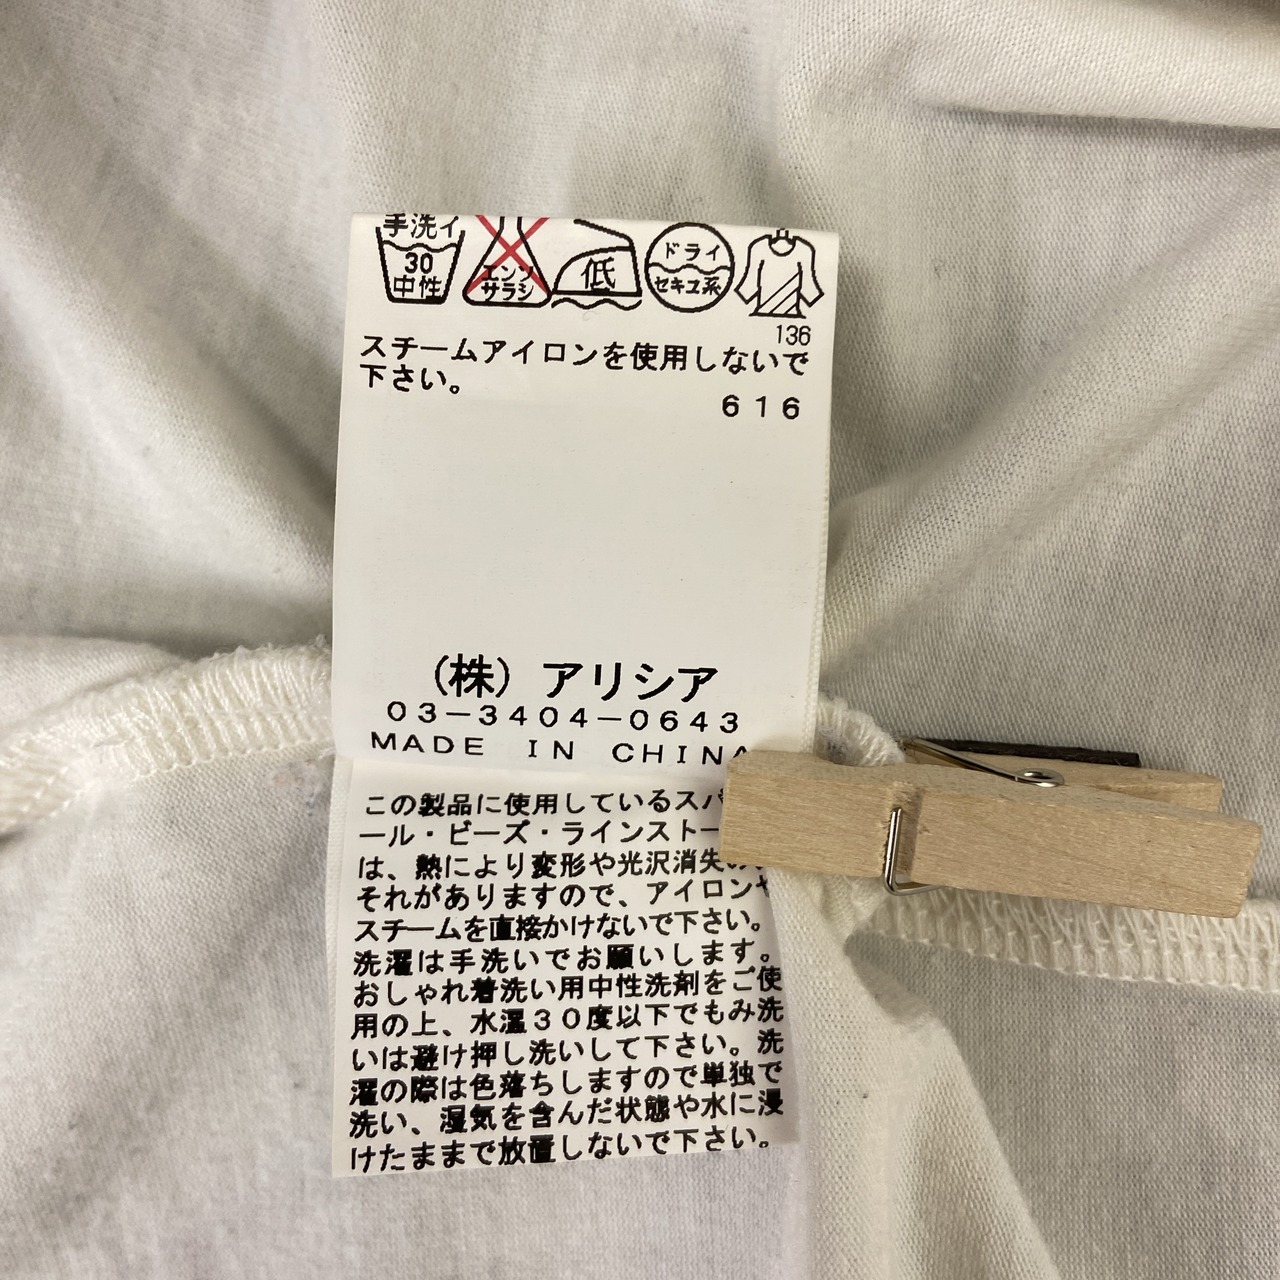 手洗イ
30
中性
エンソ
サラシ
低
ドライ
セキユ系
136
スチームアイロンを使用しないで
下さい。
616
(株)アリシア
03-3404-0643
MADE IN CHINA
この製品に使用しているスパ
ール・ビーズ・ラインストー
は、熱により変形や光沢消失の
それがありますので、アイロンや
スチームを直接かけないで下さい。
洗濯は手洗いでお願いします。
おしゃれ着洗い用中性洗剤をご使
用の上、水温30度以下でもみ洗
いは避け押し洗いして下さい。洗
濯の際は色落ちしますので単独で
洗い、湿気を含んだ状態や水に浸
けたままで放置しないで下さい。